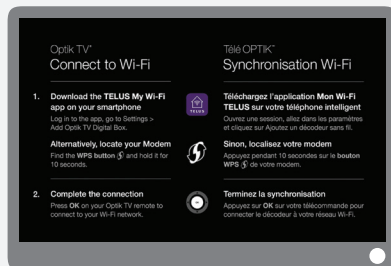 Optik TV™
Connect to Wi-Fi
1. Download the TELUS My Wi-Fi
app on your smartphone
Log in to the app, go to Settings >
Add Optik TV Digital Box.
Alternatively, locate your Modem
Find the WPS button and hold it for
10 seconds.
2. Complete the connection
Press OK on your Optik TV remote to
connect to your Wi-Fi network.
Télé OPTIK™
Synchronisation Wi-Fi
Téléchargez l'application Mon Wi-Fi
TELUS sur votre téléphone intelligent
Ouvrez une session, allez dans les paramètres
et cliquez sur Ajoutez un décodeur sans fil.
Sinon, localisez votre modem
Appuyez pendant 10 secondes sur le bouton
WPS de votre modem.
Terminez la synchronisation
Appuyez sur OK sur votre télécommande pour
connecter le décodeur à votre réseau Wi-Fi.